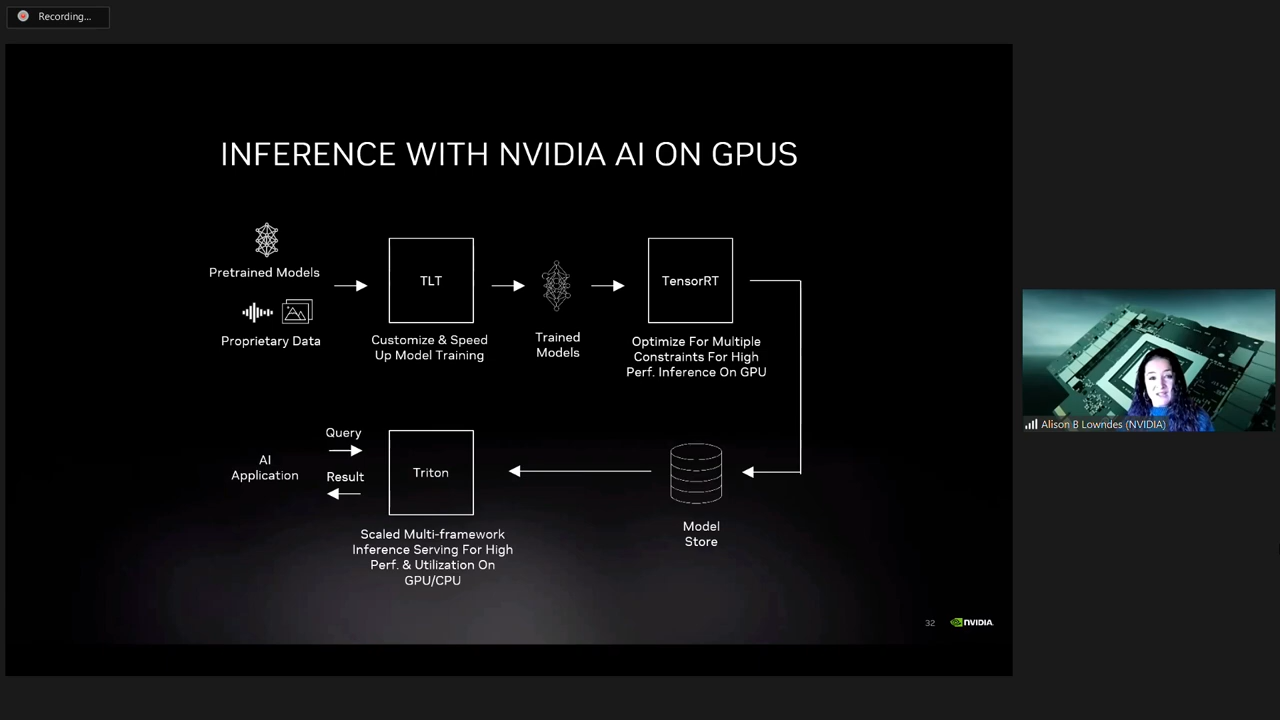 Recording...
INFERENCE WITH NVIDIA AI ON GPUS
Pretrained Models
Proprietary Data
TLT
Customize & Speed
Up Model Training
Trained
Models
TensorRT
Optimize For Multiple
Constraints For High
Perf. Inference On GPU
AI
Application
Query
Result
Triton
Scaled Multi-framework
Inference Serving For High
Perf. & Utilization On
GPU/CPU
Model
Store
32
NVIDIA.
Alison B Lowndes (NVIDIA)